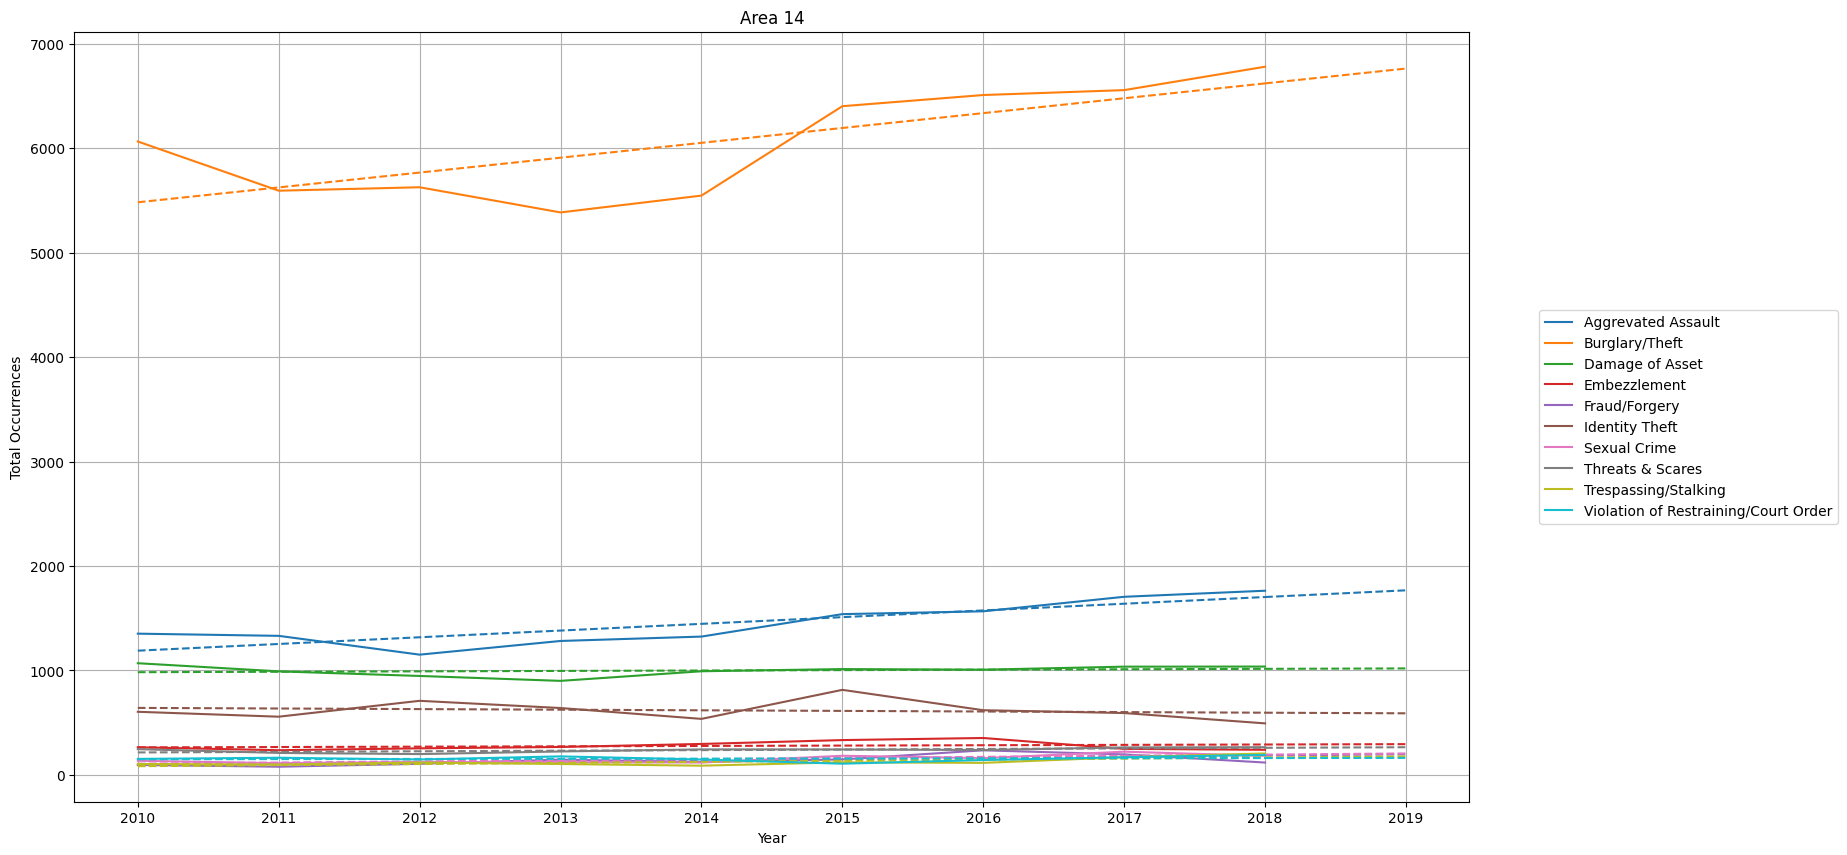 Area 14
7000
6000
5000
4000
3000
2000
1000
0
Total Occurrences
2010 2011 2012 2013 2014 2015 2016 2017 2018 2019
Year
Aggrevated Assault
Burglary/Theft
Damage of Asset
Embezzlement
Fraud/Forgery
Identity Theft
Sexual Crime
Threats & Scares
Trespassing/Stalking
Violation of Restraining/Court Order